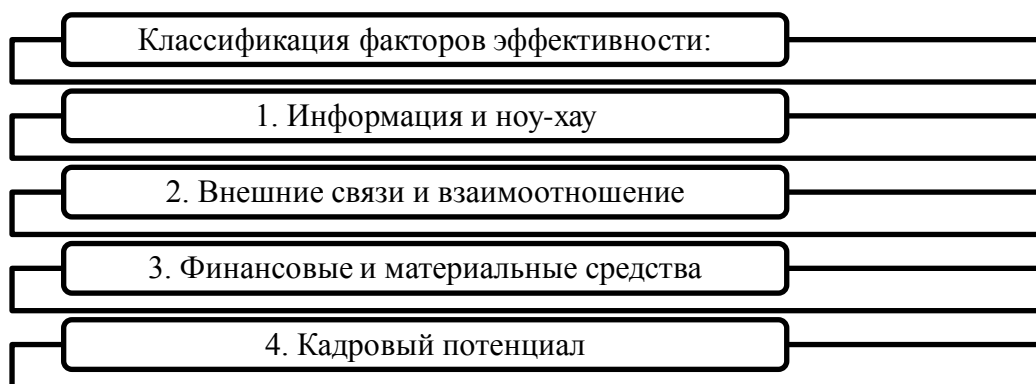 Классификация факторов эффективности:
1. Информация и ноу-хау
2. Внешние связи и взаимоотношение
3. Финансовые и материальные средства
4. Кадровый потенциал